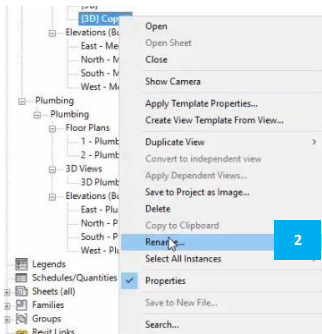 (3D)
(3D) Cop
Elevations (Bu
East - Me
North - M
South - M
West - Me
Plumbing
Plumbing
Floor Plans
1 - Plumb
2 - Plumb
3D Views
3D Plumb
Elevations (Bu
East - Plu
North - P
South - P
West - Plu
Legends
Schedules/Quantities
Sheets (all)
Families
Groups
Revit Links
Open
Open Sheet
Close
Show Camera
Apply Template Properties...
Create View Template From View...
Duplicate View
Convert to independent view
Apply Dependent Views...
Save to Project as Image...
Delete
Copy to Clipboard
Rename...
2
Select All Instances
Properties
Save to New File...
Search...